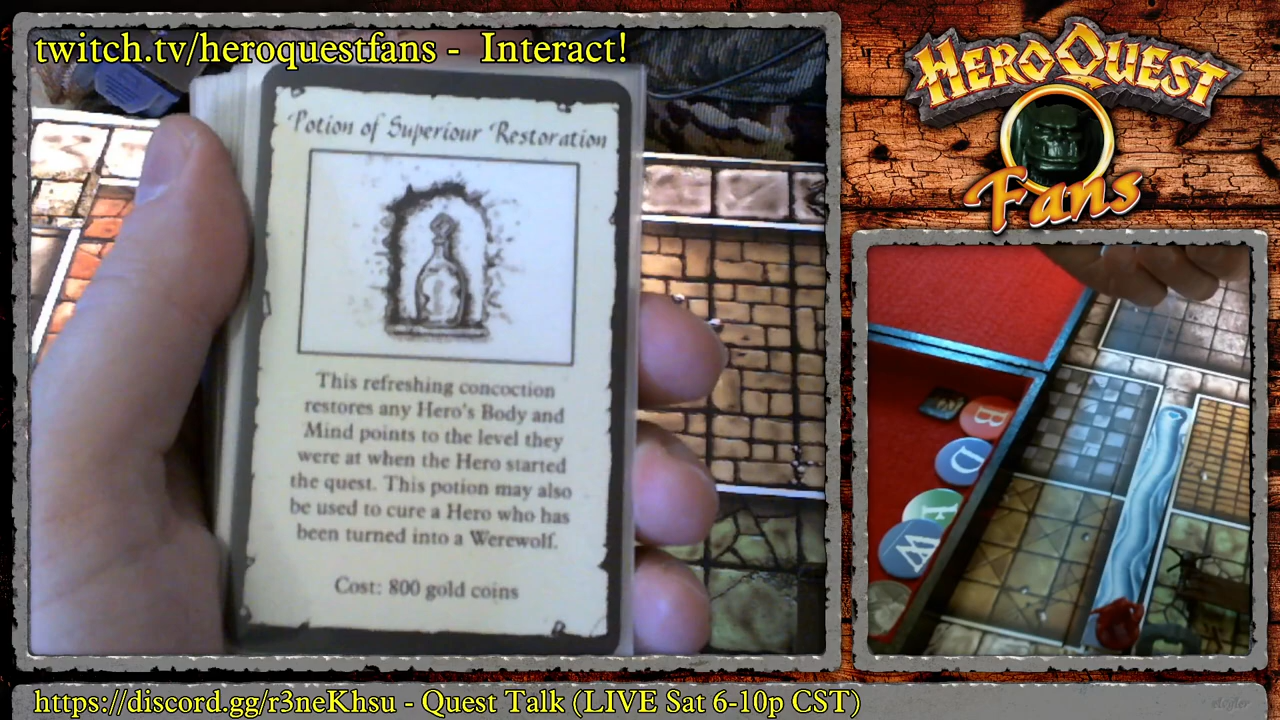 twitch.tv/heroquestfans - Interact!
HEROQUEST
Fans
Potion of Superiour Restoration
This refreshing concoction
restores any Hero's Body and
Mind points to the level they
were at when the Hero started
the quest. This potion may also
be used to cure a Hero who has
been turned into a Werewolf.
Cost: 800 gold coins
B
D
E
W
https://discord.gg/r3neKhsu - Quest Talk (LIVE Sat 6-10p CST)